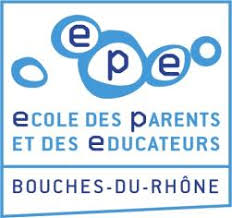 epe
ecole des Parents
et des educateurs
BOUCHES-DU-RHÔNE